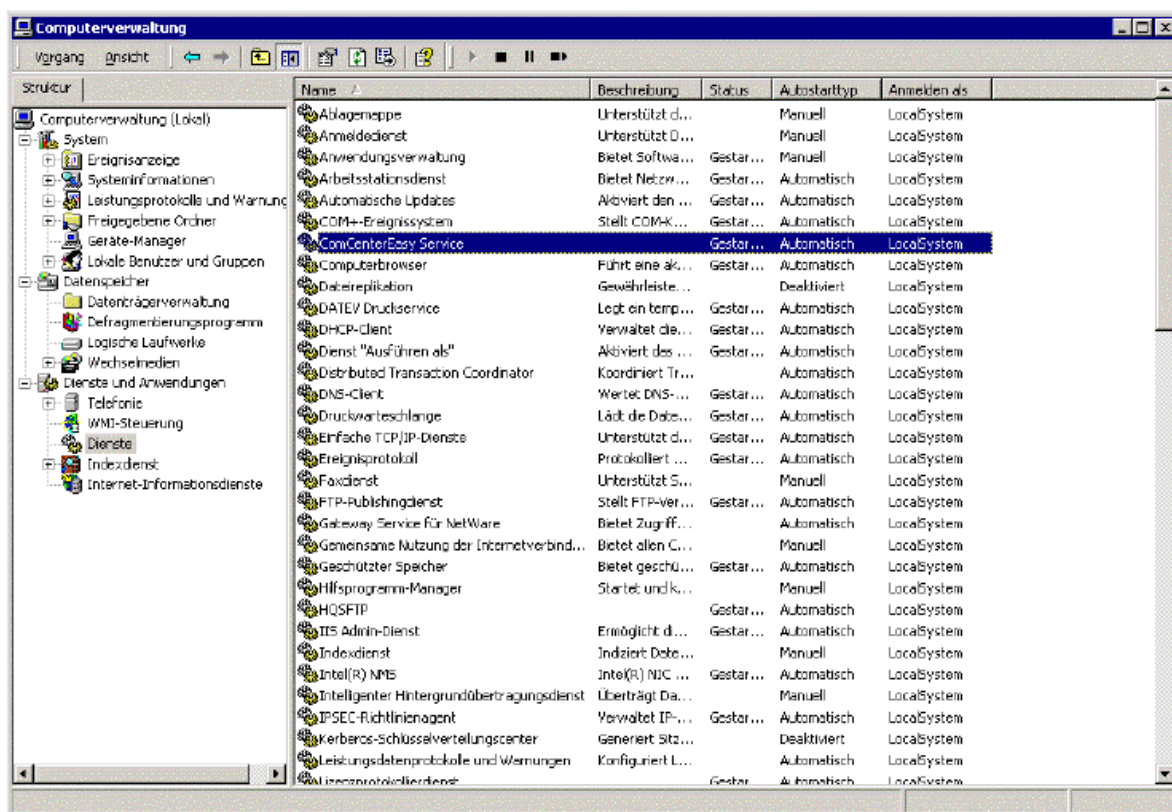 Computerverwaltung
Vorgang Ansicht
Struktur
Computerverwaltung (Lokal)
System
Ereignisanzeige
Systeminformationen
Leistungsprotokolle und Warnung
Freigegebene Ordner
Geräte-Manager
Lokale Benutzer und Gruppen
Datenspeicher
Datenträgerverwaltung
Defragmentierungsprogramm
Logische Laufwerke
Wechselmedien
Dienste und Anwendungen
Telefonie
WMI-Steuerung
Dienste
Indexdienst
Internet-Informationsdienste
Name Beschreibung Status Autostarttyp Anmelden als
Ablagemappe Unterstützt d... Manuell LocalSystem
Anmeldedienst Unterstützt D... Manuell LocalSystem
Anwendungsverwaltung Bietet Softwa... Gestar... Manuell LocalSystem
Arbeitsstationsdienst Bietet Netzw... Gestar... Automatisch LocalSystem
Automatische Updates Aktiviert den ... Gestar... Automatisch LocalSystem
COM+-Ereignissystem Stellt COM-K... Gestar... Manuell LocalSystem
ComCenterEasy Service Gestar... Automatisch LocalSystem
Computerbrowser Führt eine ak... Gestar... Automatisch LocalSystem
Dateireplikation Gewährleiste... Deaktiviert LocalSystem
DATEV Druckservice Legt ein temp... Gestar... Automatisch LocalSystem
DHCP-Client Verwaltet die... Gestar... Automatisch LocalSystem
Dienst "Ausführen als" Aktiviert das ... Gestar... Automatisch LocalSystem
Distributed Transaction Coordinator Koordiniert Tr... Automatisch LocalSystem
DNS-Client Wertet DNS-... Gestar... Automatisch LocalSystem
Druckwarteschlange Lädt die Date... Gestar... Automatisch LocalSystem
Einfache TCP/IP-Dienste Unterstützt d... Gestar... Automatisch LocalSystem
Ereignisprotokoll Protokolliert ... Gestar... Automatisch LocalSystem
Faxdienst Unterstützt S... Manuell LocalSystem
FTP-Publishingdienst Stellt FTP-Ver... Gestar... Automatisch LocalSystem
Gateway Service für NetWare Bietet Zugriff... Automatisch LocalSystem
Gemeinsame Nutzung der Internetverbind... Bietet allen C... Manuell LocalSystem
Geschützter Speicher Bietet geschü... Gestar... Automatisch LocalSystem
Hilfsprogramm-Manager Startet und k... Manuell LocalSystem
HQSFTP Gestar... Automatisch LocalSystem
IIS Admin-Dienst Ermöglicht di... Gestar... Automatisch LocalSystem
Indexdienst Indiziert Date... Manuell LocalSystem
Intel(R) NMS Intel(R) NIC ... Gestar... Automatisch LocalSystem
Intelligenter Hintergrundübertragungsdienst Überträgt Da... Manuell LocalSystem
IPSEC-Richtlinienagent Verwaltet IP-... Gestar... Automatisch LocalSystem
Kerberos-Schlüsselverteilungscenter Generiert Sitz... Deaktiviert LocalSystem
Leistungsdatenprotokolle und Warnungen Konfiguriert L... Manuell LocalSystem
Lizenzprotokollierdienst Gestar... Automatisch LocalSystem